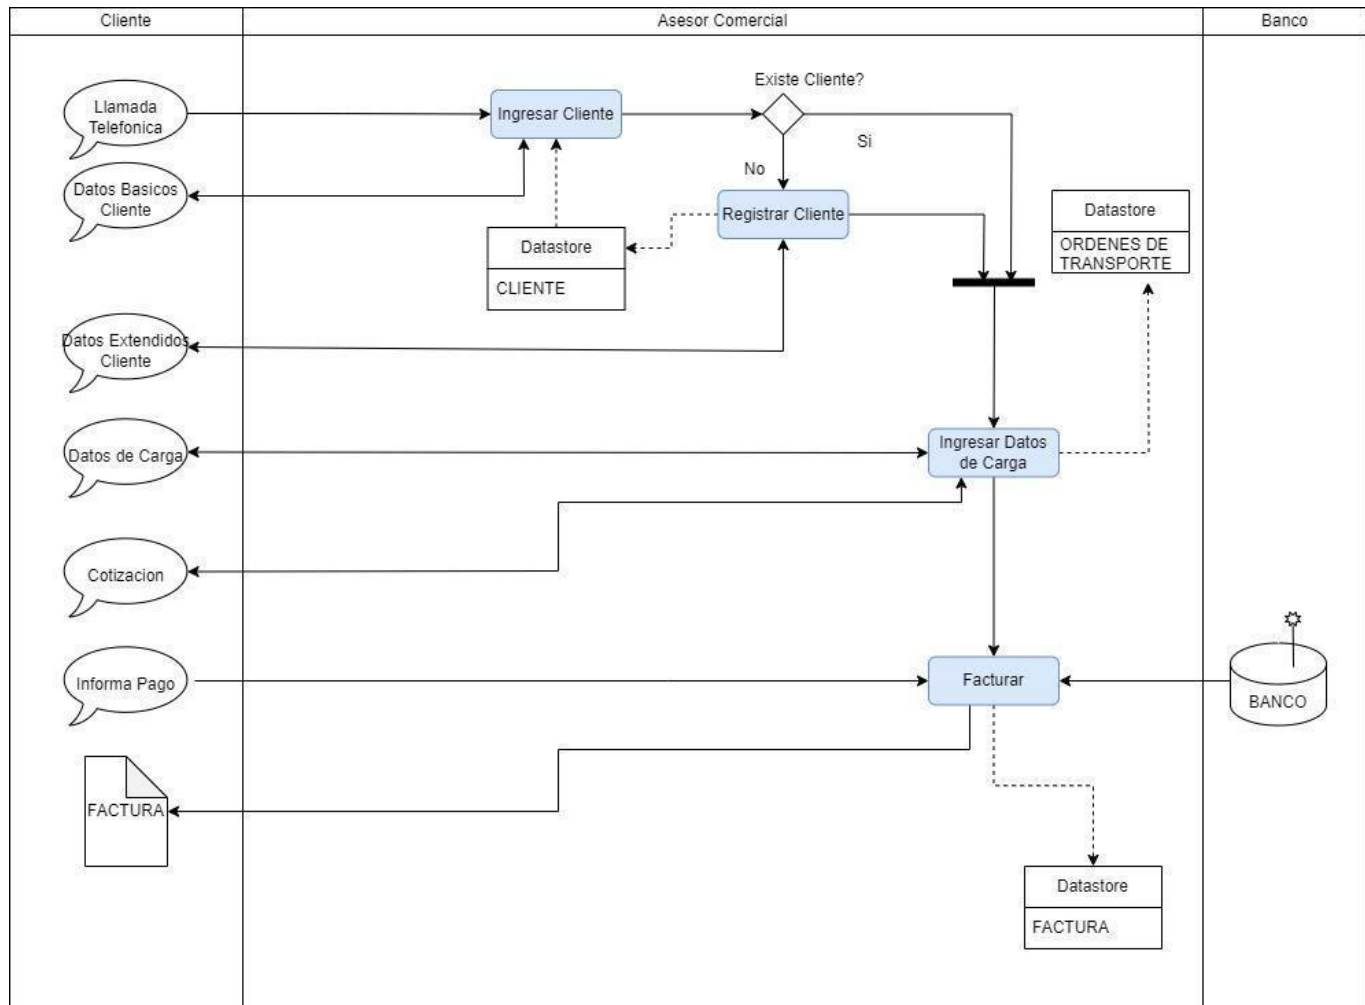 Cliente
Asesor Comercial
Banco
Existe Cliente?
Llamada
Telefonica
Ingresar Cliente
Si
No
Datos Basicos
Cliente
Registrar Cliente
Datastore
ORDENES DE
TRANSPORTE
Datastore
CLIENTE
Datos Extendidos
Cliente
Datos de Carga
Ingresar Datos
de Carga
Cotizacion
Informa Pago
Facturar
BANCO
FACTURA
Datastore
FACTURA